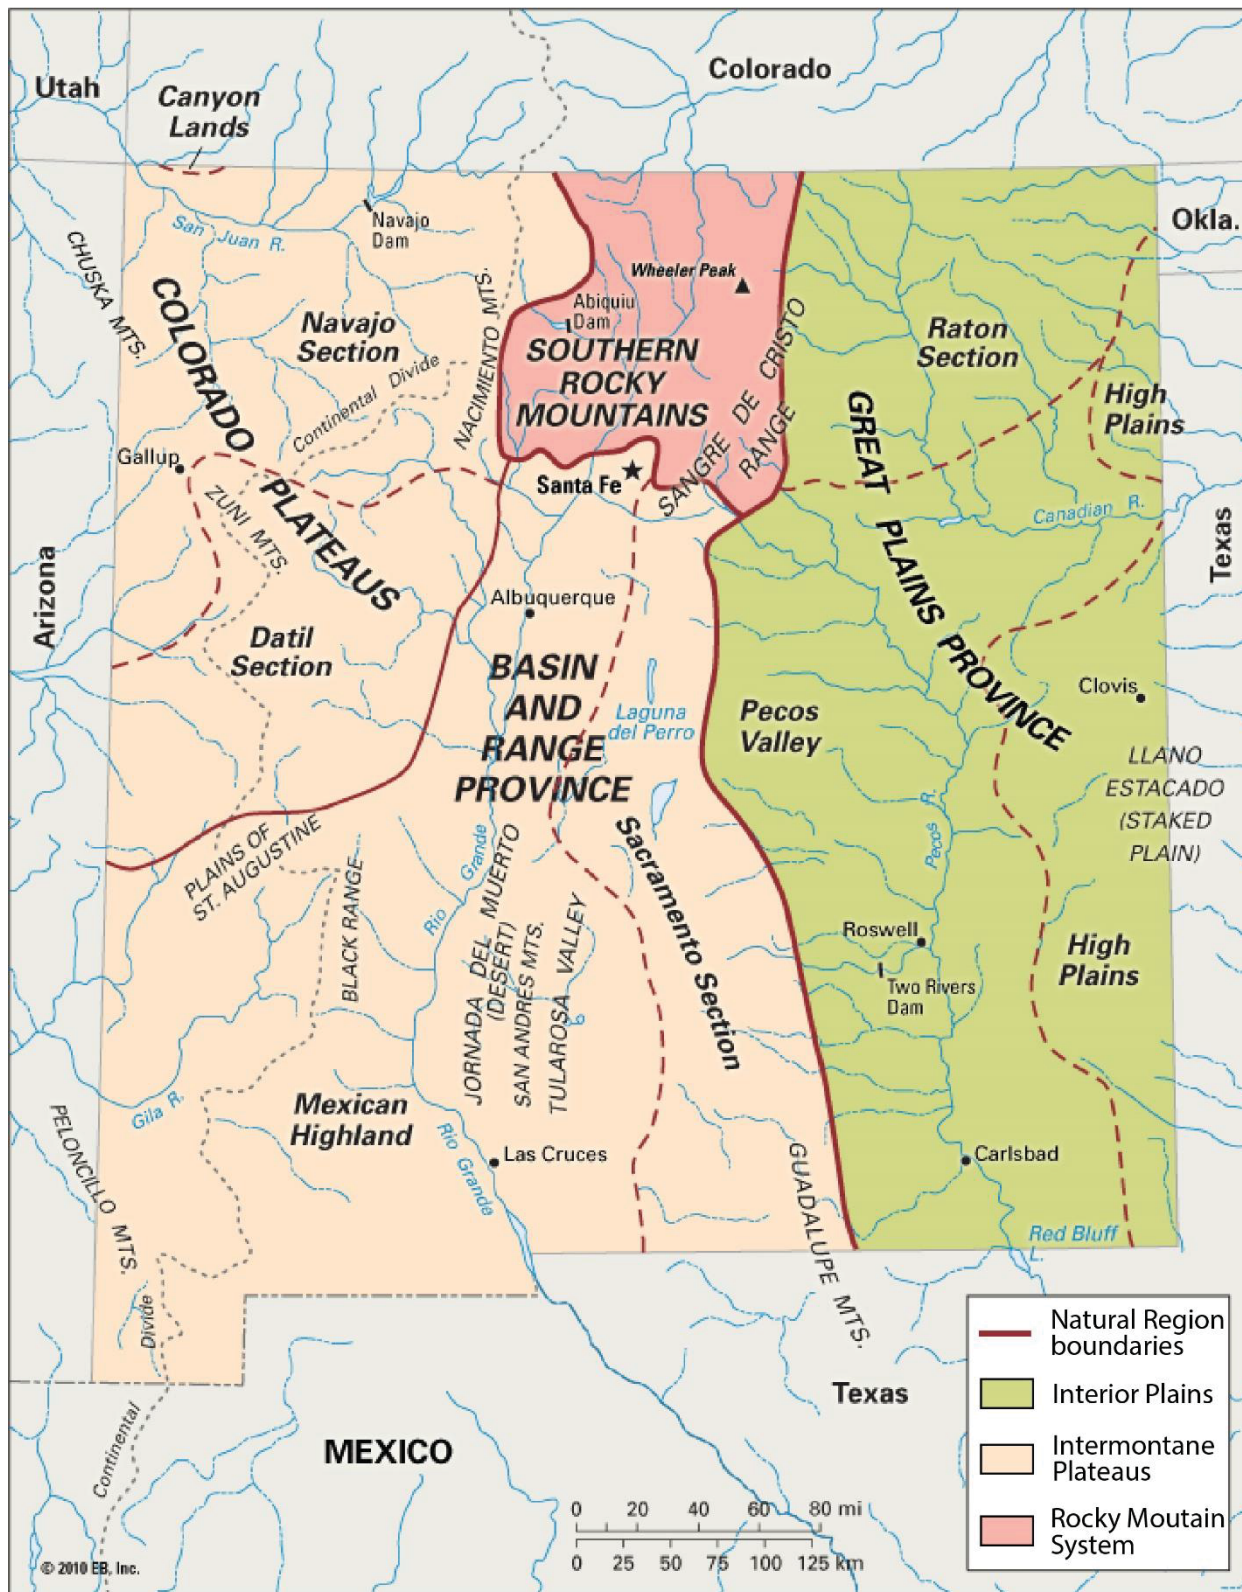 Utah
Colorado
Canyon
Lands
Okla.
Navajo
Dam
San Juan R.
CHUSKA MTS.
Wheeler Peak
Abiquiu
Dam
COLORADO PLATEAUS
Navajo
Section
NACIMIENTO MTS.
SOUTHERN
ROCKY
MOUNTAINS
SANGRE DE CRISTO
RANGE
Raton
Section
High
Plains
Continental Divide
GREAT PLAINS PROVINCE
Gallup
ZUNI MTS.
Santa Fe
Canadian R.
Texas
Arizona
Albuquerque
Datil
Section
BASIN
AND
RANGE
PROVINCE
Laguna
del Perro
Pecos
Valley
Clovis
LLANO
ESTACADO
(STAKED
PLAIN)
PLAINS OF
ST. AUGUSTINE
BLACK RANGE
Rio Grande
JORNADA DEL MUERTO
(DESERT)
SAN ANDRES MTS.
TULAROSA VALLEY
Sacramento Section
Pecos R.
Roswell
Two Rivers
Dam
High
Plains
Gila R.
PELONCILLO MTS.
Mexican
Highland
Rio Grande
Las Cruces
GUADALUPE MTS.
Carlsbad
Red Bluff
L.
Continental Divide
Texas
MEXICO
0 20 40 60 80 mi
0 25 50 75 100 125 km
Natural Region
boundaries
Interior Plains
Intermontane
Plateaus
Rocky Moutain
System
© 2010 EB, Inc.